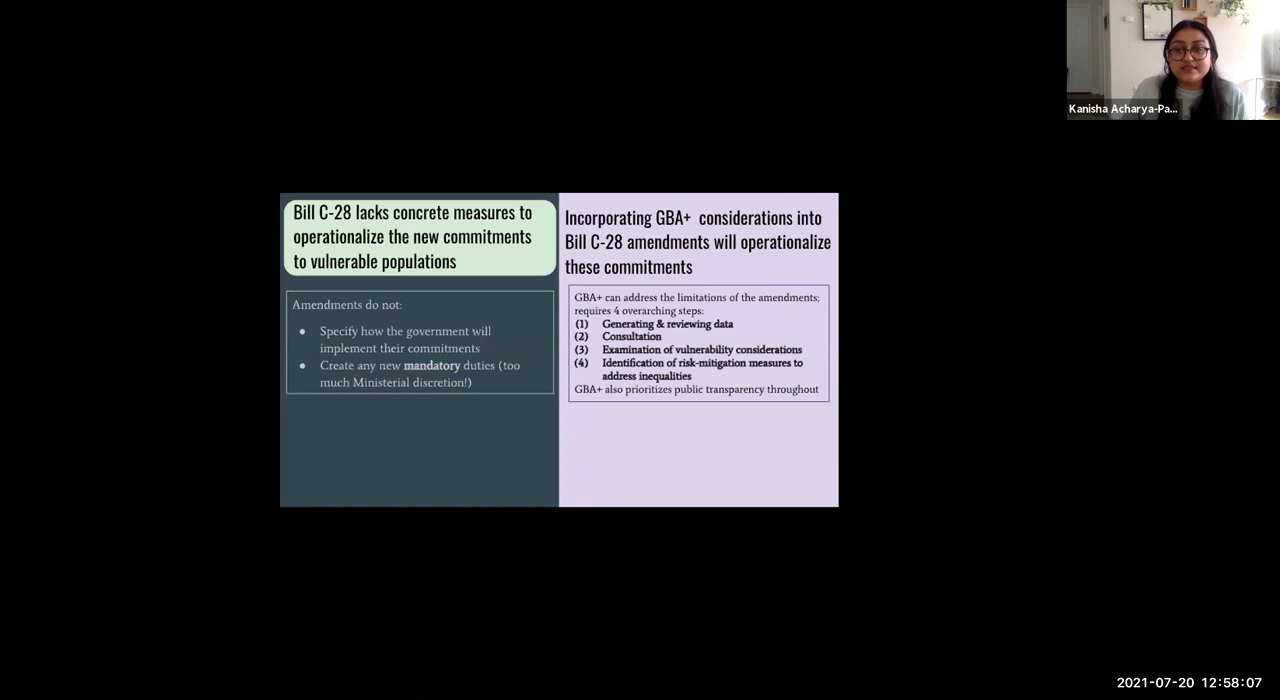 Kanisha Acharya-Pa...
Bill C-28 lacks concrete measures to
operationalize the new commitments
to vulnerable populations
Amendments do not:
● Specify how the government will
implement their commitments
● Create any new mandatory duties (too
much Ministerial discretion!)
Incorporating GBA+ considerations into
Bill C-28 amendments will operationalize
these commitments
GBA+ can address the limitations of the amendments;
requires 4 overarching steps:
(1) Generating & reviewing data
(2) Consultation
(3) Examination of vulnerability considerations
(4) Identification of risk-mitigation measures to
address inequalities
GBA+ also prioritizes public transparency throughout
2021-07-20 12:58:07